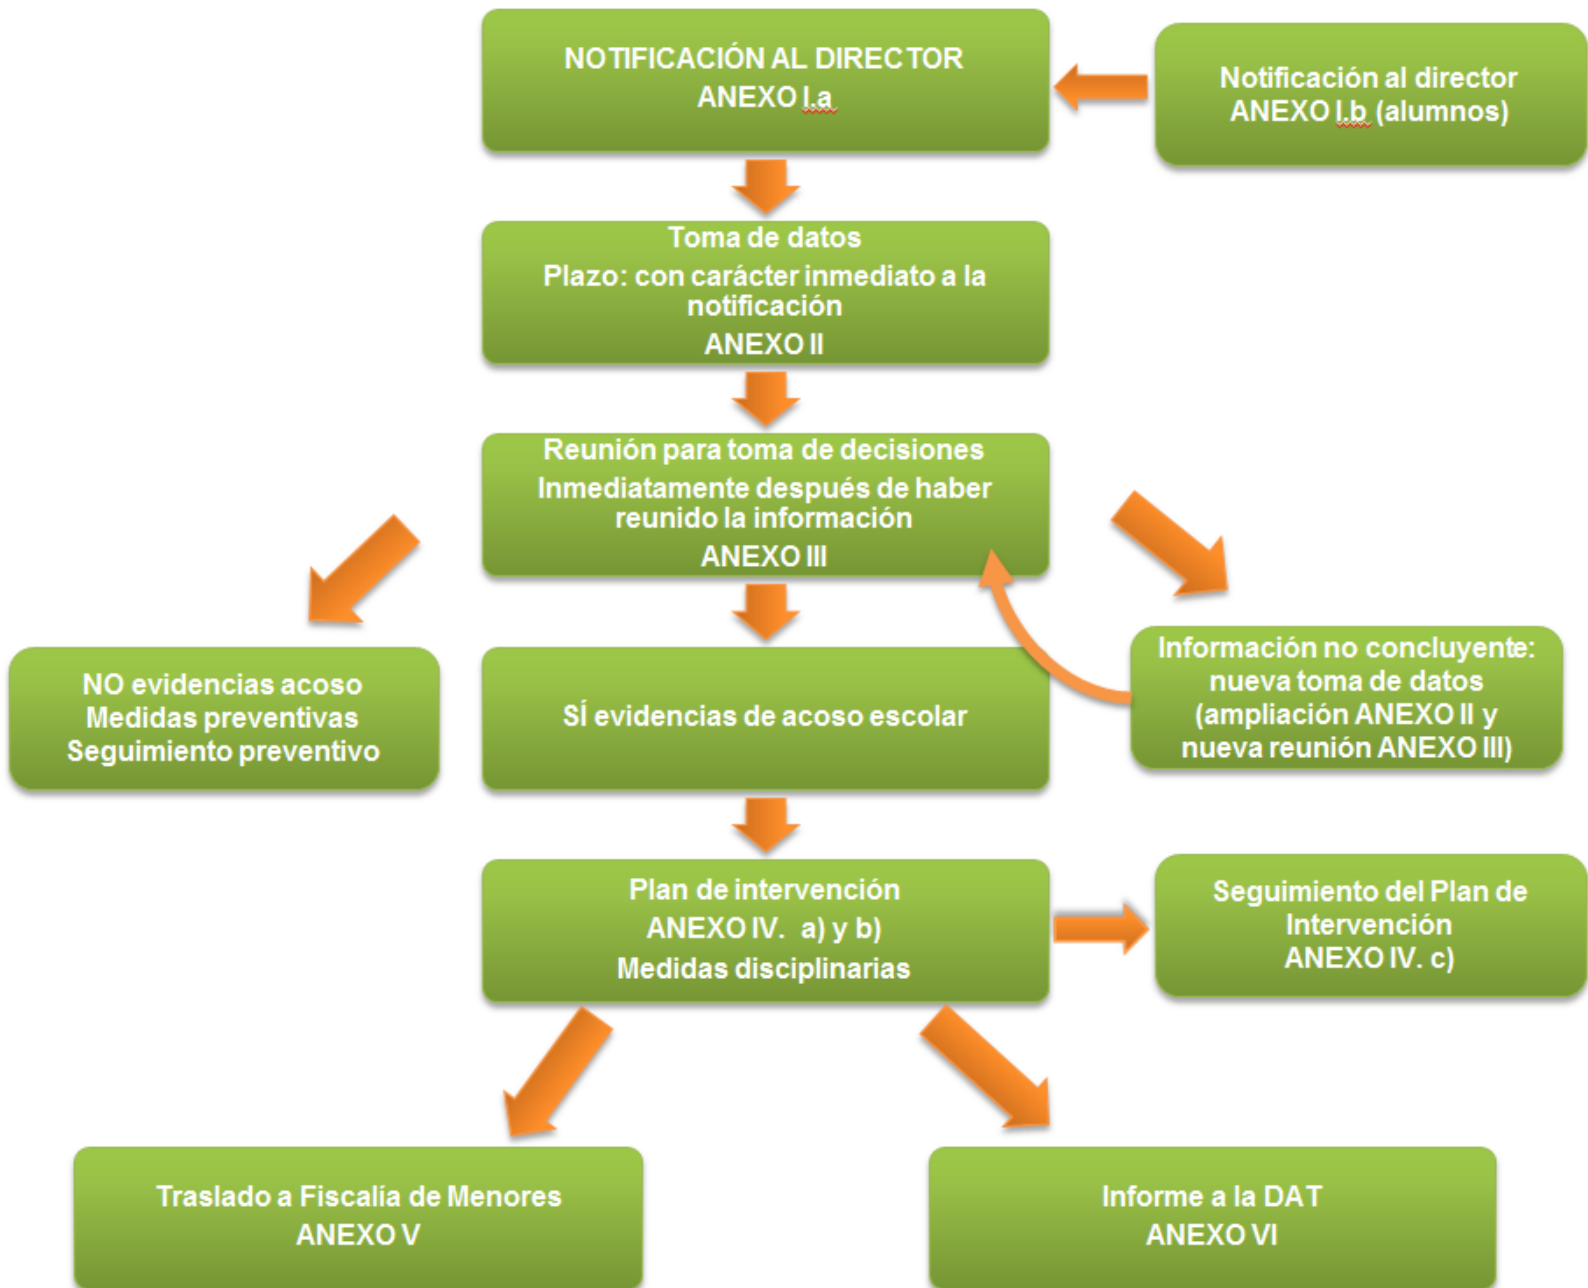 NOTIFICACIÓN AL DIRECTOR
ANEXO I.a
Notificación al director
ANEXO I.b (alumnos)
Toma de datos
Plazo: con carácter inmediato a la
notificación
ANEXO II
Reunión para toma de decisiones
Inmediatamente después de haber
reunido la información
ANEXO III
NO evidencias acoso
Medidas preventivas
Seguimiento preventivo
SÍ evidencias de acoso escolar
Información no concluyente:
nueva toma de datos
(ampliación ANEXO II y
nueva reunión ANEXO III)
Plan de intervención
ANEXO IV. a) y b)
Medidas disciplinarias
Seguimiento del Plan de
Intervención
ANEXO IV. c)
Traslado a Fiscalía de Menores
ANEXO V
Informe a la DAT
ANEXO VI